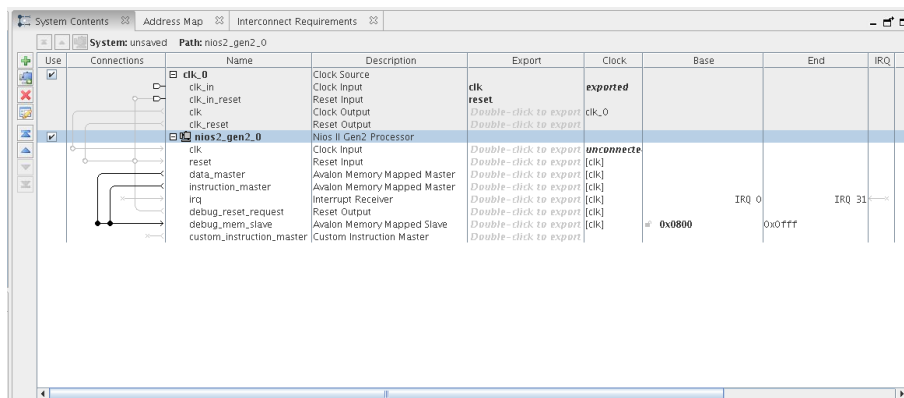 System Contents Address Map Interconnect Requirements
System: unsaved Path: nios2_gen2_0
Use Connections Name Description Export Clock Base End IRQ
clk_0 Clock Source
clk_in Clock Input clk exported
clk_in_reset Reset Input reset
clk Clock Output Double-click to export clk_0
clk_reset Reset Output Double-click to export
nios2_gen2_0 Nios II Gen2 Processor
clk Clock Input Double-click to export unconnecte
reset Reset Input Double-click to export [clk]
data_master Avalon Memory Mapped Master Double-click to export [clk]
instruction_master Avalon Memory Mapped Master Double-click to export [clk]
irq Interrupt Receiver Double-click to export [clk] IRQ 0 IRQ 31
debug_reset_request Reset Output Double-click to export [clk]
debug_mem_slave Avalon Memory Mapped Slave Double-click to export [clk] 0x0800 0x0fff
custom_instruction_master Custom Instruction Master Double-click to export